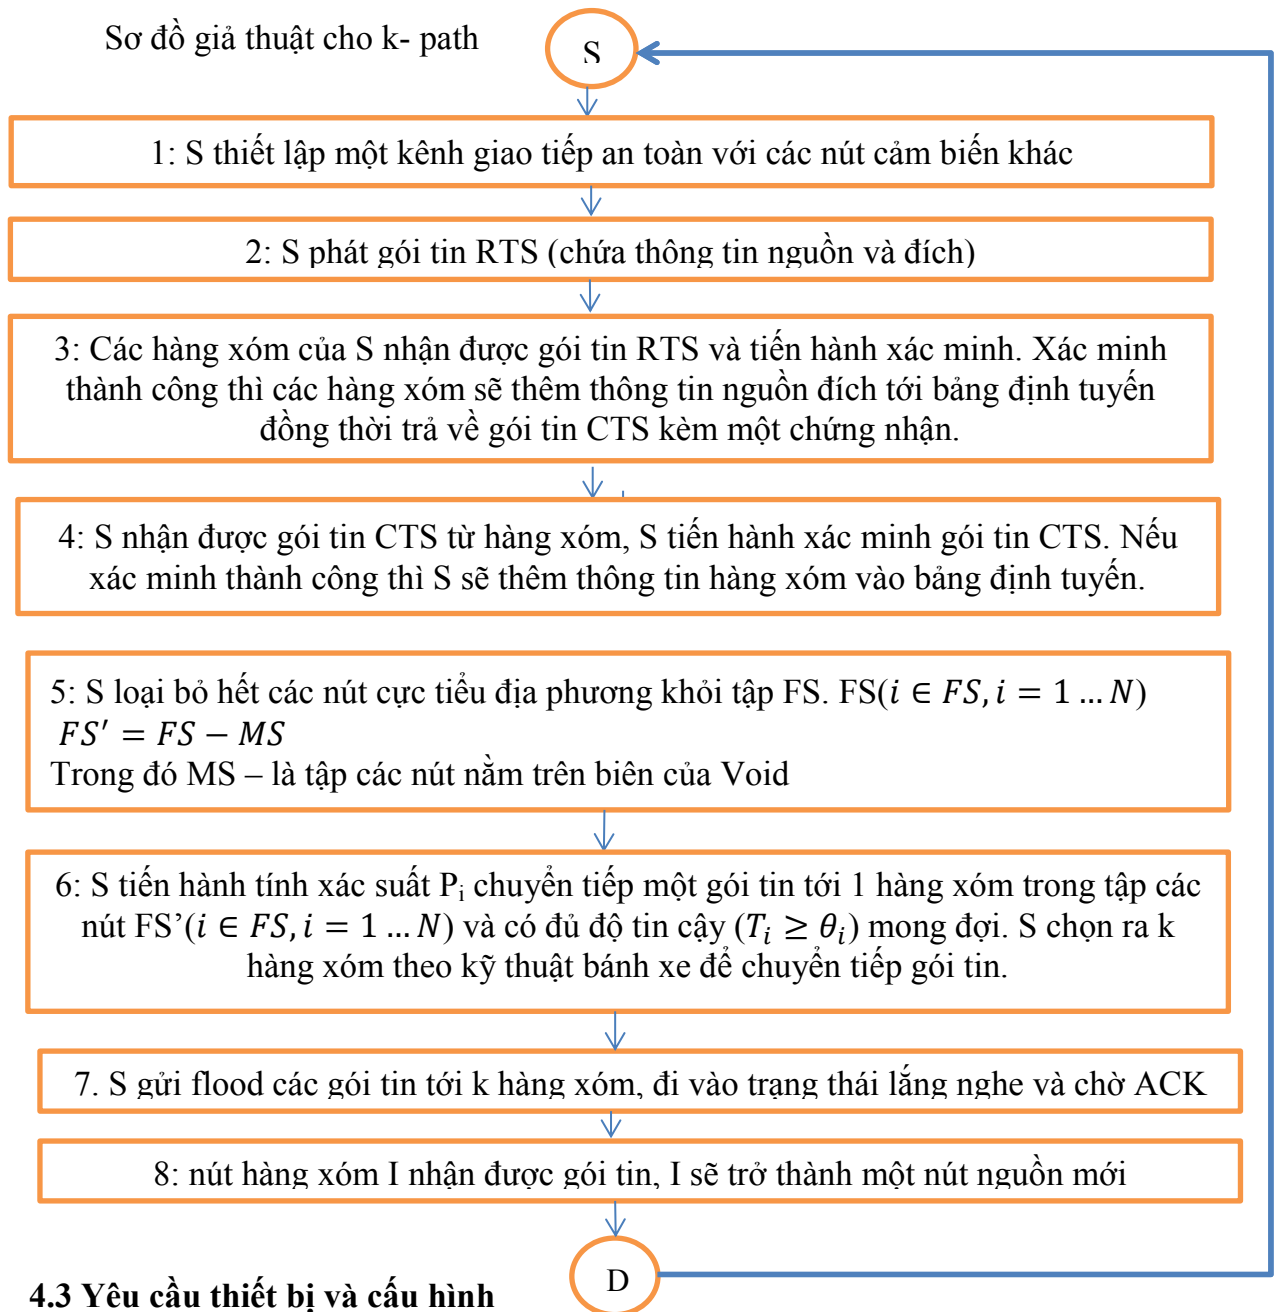 Sơ đồ giả thuật cho k- path
S
1: S thiết lập một kênh giao tiếp an toàn với các nút cảm biến khác
2: S phát gói tin RTS (chứa thông tin nguồn và đích)
3: Các hàng xóm của S nhận được gói tin RTS và tiến hành xác minh. Xác minh
thành công thì các hàng xóm sẽ thêm thông tin nguồn đích tới bảng định tuyến
đồng thời trả về gói tin CTS kèm một chứng nhận.
4: S nhận được gói tin CTS từ hàng xóm, S tiến hành xác minh gói tin CTS. Nếu
xác minh thành công thì S sẽ thêm thông tin hàng xóm vào bảng định tuyến.
5: S loại bỏ hết các nút cực tiểu địa phương khỏi tập FS. FS(i ∈ FS, i = 1 … N)
FS′ = FS − MS
Trong đó MS – là tập các nút nằm trên biên của Void
6: S tiến hành tính xác suất Pᵢ chuyển tiếp một gói tin tới 1 hàng xóm trong tập các
nút FS’(i ∈ FS, i = 1 … N) và có đủ độ tin cậy (Tᵢ ≥ θᵢ) mong đợi. S chọn ra k
hàng xóm theo kỹ thuật bánh xe để chuyển tiếp gói tin.
7. S gửi flood các gói tin tới k hàng xóm, đi vào trạng thái lắng nghe và chờ ACK
8: nút hàng xóm I nhận được gói tin, I sẽ trở thành một nút nguồn mới
D
4.3 Yêu cầu thiết bị và cấu hình